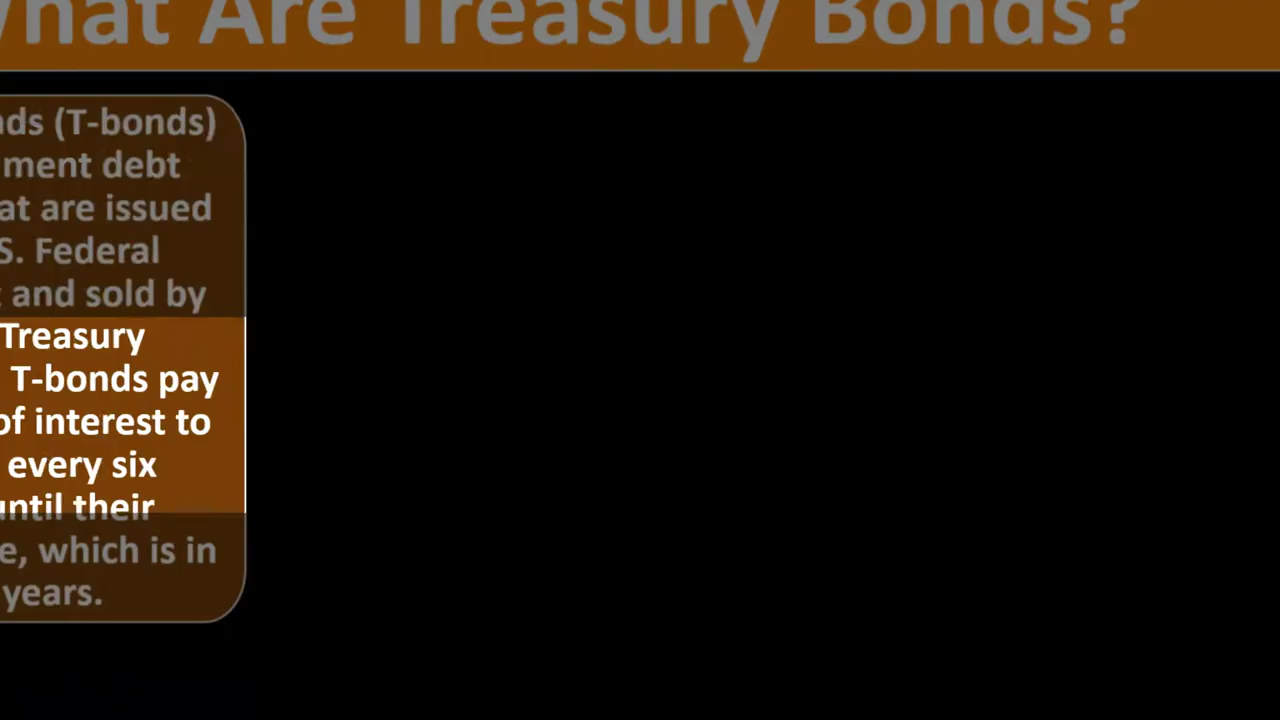 What Are Treasury Bonds?
nds (T-bonds)
ment debt
at are issued
S. Federal
and sold by
Treasury
T-bonds pay
of interest to
every six
until their
e, which is in
years.